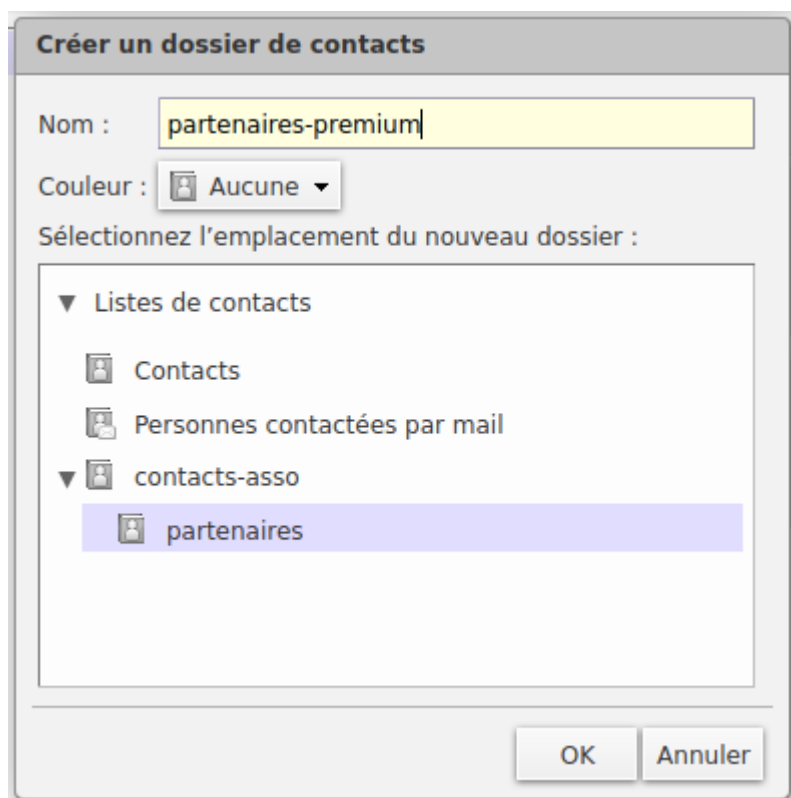 Créer un dossier de contacts
Nom : partenaires-premium
Couleur : Aucune
Sélectionnez l’emplacement du nouveau dossier :
Listes de contacts
Contacts
Personnes contactées par mail
contacts-asso
partenaires
OK Annuler